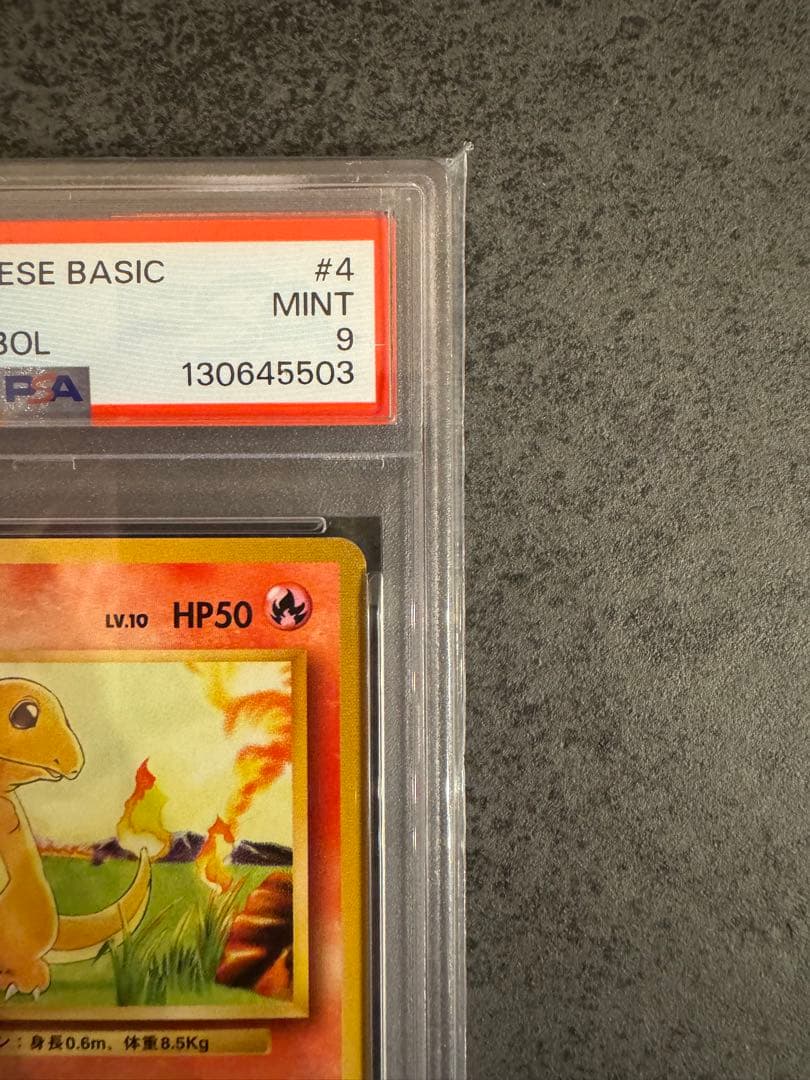 ESE BASIC #4
MINT
BOL 9
PSA 130645503
LV.10 HP50
ン：身長0.6m、体重8.5Kg